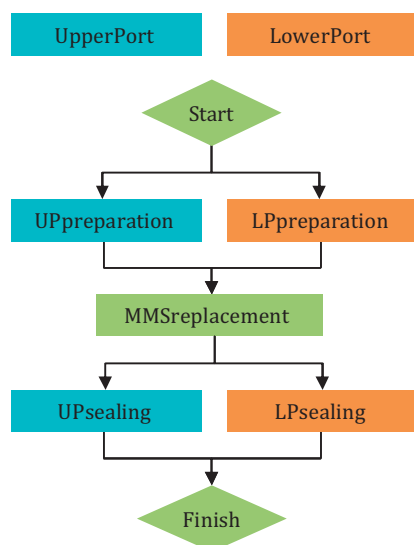 UpperPort
LowerPort
Start
UPpreparation
LPpreparation
MMSreplacement
UPsealing
LPsealing
Finish